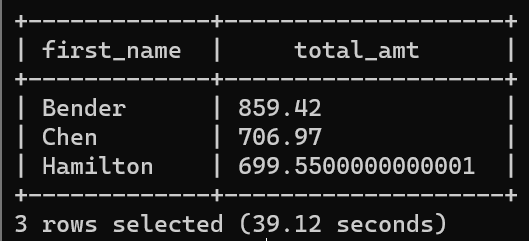 +-------------+--------------------+
| first_name  |     total_amt      |
+-------------+--------------------+
| Bender      | 859.42             |
| Chen        | 706.97             |
| Hamilton    | 699.5500000000001  |
+-------------+--------------------+
3 rows selected (39.12 seconds)